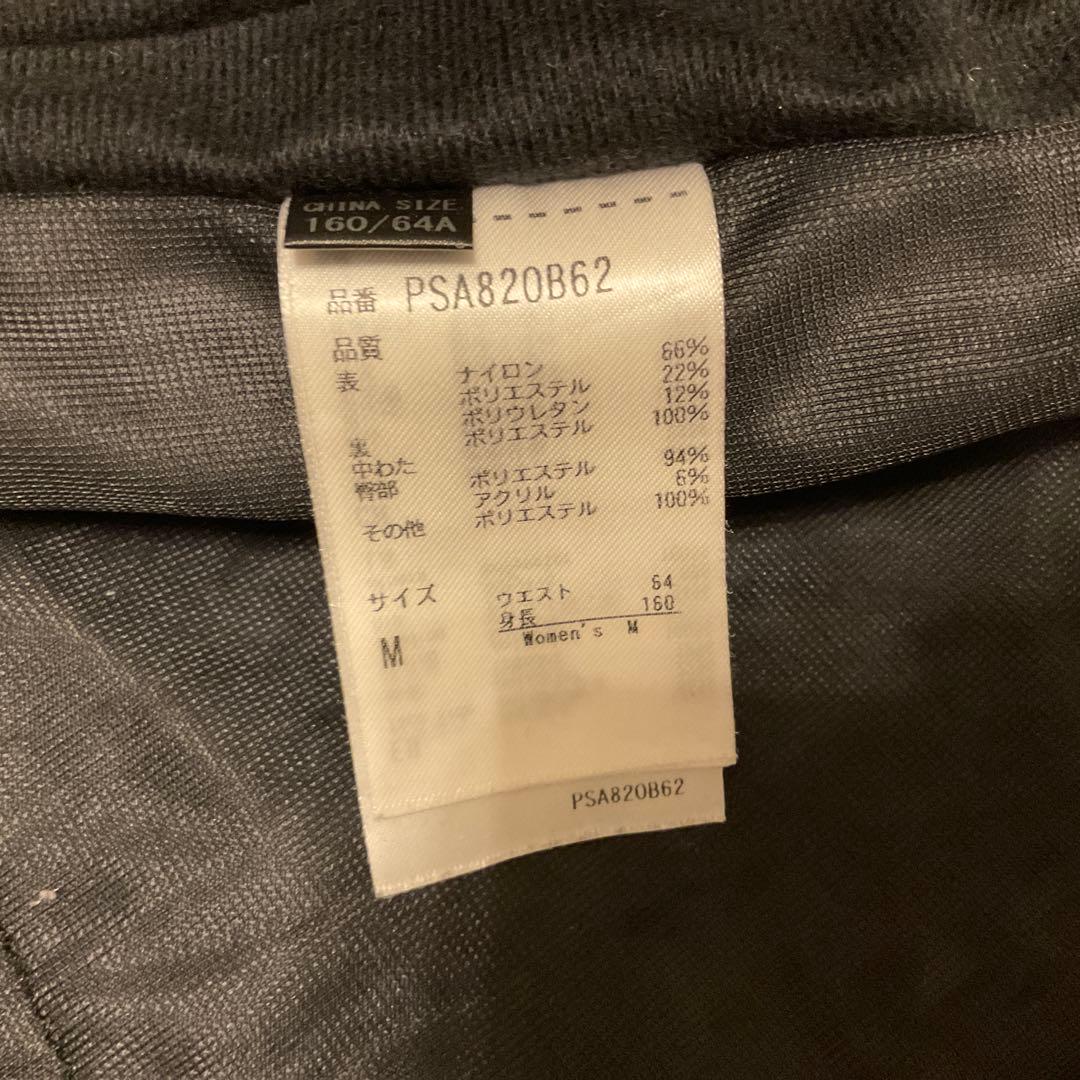 CHINA SIZE
160/64A
品番 PSA820B62
品質
表 ナイロン 66%
ポリエステル 22%
ポリウレタン 12%
裏 ポリエステル 100%
中わた
臀部 ポリエステル 94%
アクリル 6%
その他 ポリエステル 100%
サイズ ウエスト 64
身長 160
M Women's M
PSA820B62